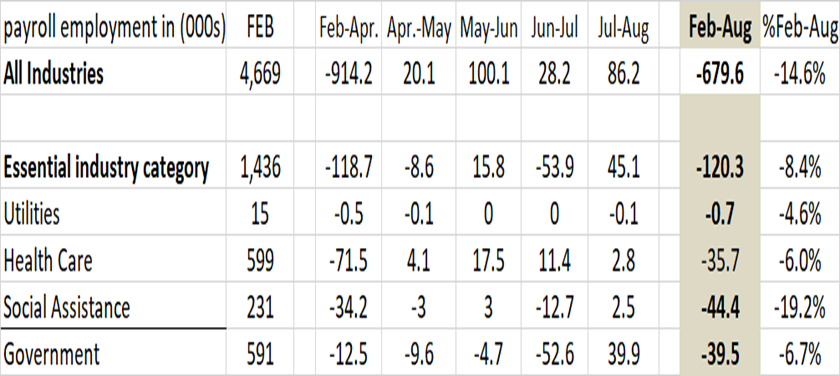 payroll employment in (000s) FEB Feb-Apr. Apr.-May May-Jun Jun-Jul Jul-Aug Feb-Aug %Feb-Aug
All Industries 4,669 -914.2 20.1 100.1 28.2 86.2 -679.6 -14.6%
Essential industry category 1,436 -118.7 -8.6 15.8 -53.9 45.1 -120.3 -8.4%
Utilities 15 -0.5 -0.1 0 0 -0.1 -0.7 -4.6%
Health Care 599 -71.5 4.1 17.5 11.4 2.8 -35.7 -6.0%
Social Assistance 231 -34.2 -3 3 -12.7 2.5 -44.4 -19.2%
Government 591 -12.5 -9.6 -4.7 -52.6 39.9 -39.5 -6.7%